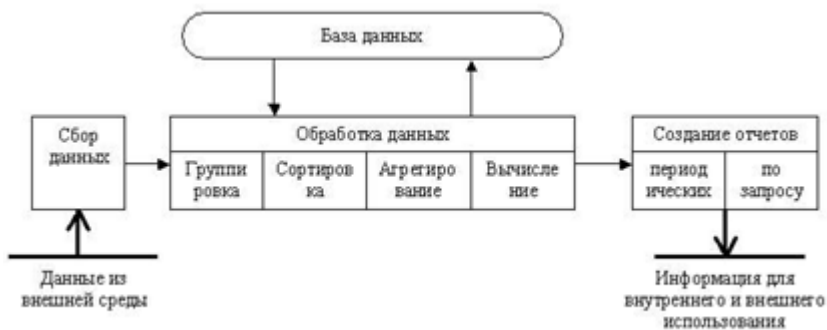 База данных
Сбор
данных
Обработка данных
Группи
ровка
Сортиров
ка
Агрегиро
вание
Вычисле
ние
Создание отчетов
период
ических
по
запросу
Данные из
внешней среды
Информация для
внутреннего и внешнего
использования